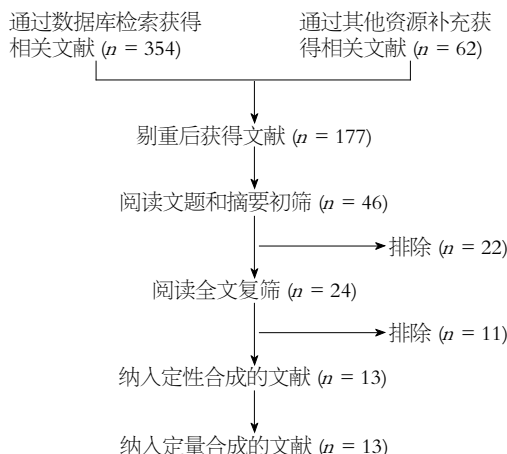 通过数据库检索获得
相关文献 (n = 354)
通过其他资源补充获
得相关文献 (n = 62)
剔重后获得文献 (n = 177)
阅读文题和摘要初筛 (n = 46)
排除 (n = 22)
阅读全文复筛 (n = 24)
排除 (n = 11)
纳入定性合成的文献 (n = 13)
纳入定量合成的文献 (n = 13)